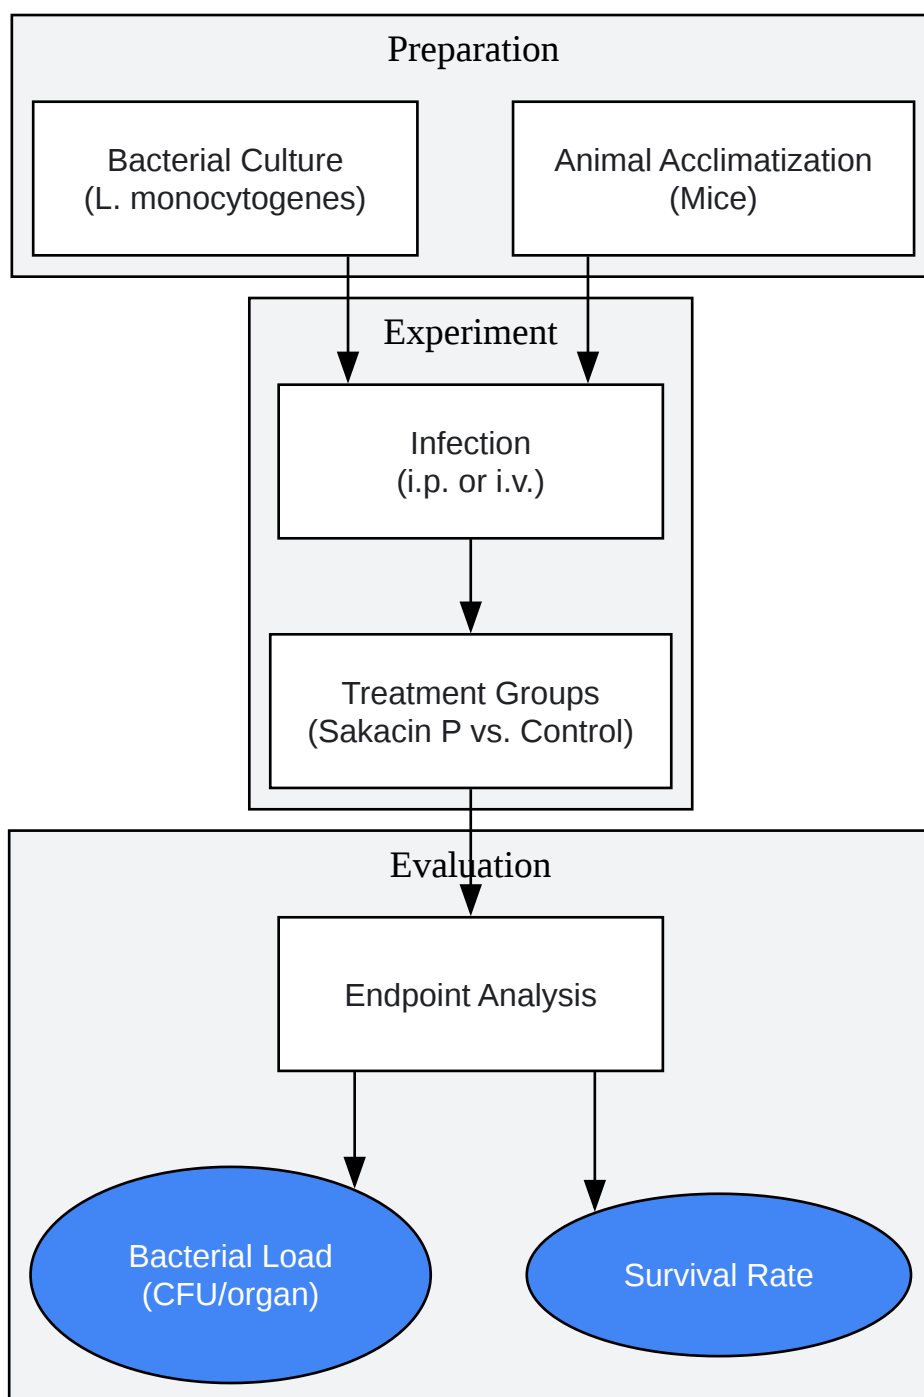 Preparation
Bacterial Culture
(L. monocytogenes)
Animal Acclimatization
(Mice)
Experiment
Infection
(i.p. or i.v.)
Treatment Groups
(Sakacin P vs. Control)
Evaluation
Endpoint Analysis
Bacterial Load
(CFU/organ)
Survival Rate